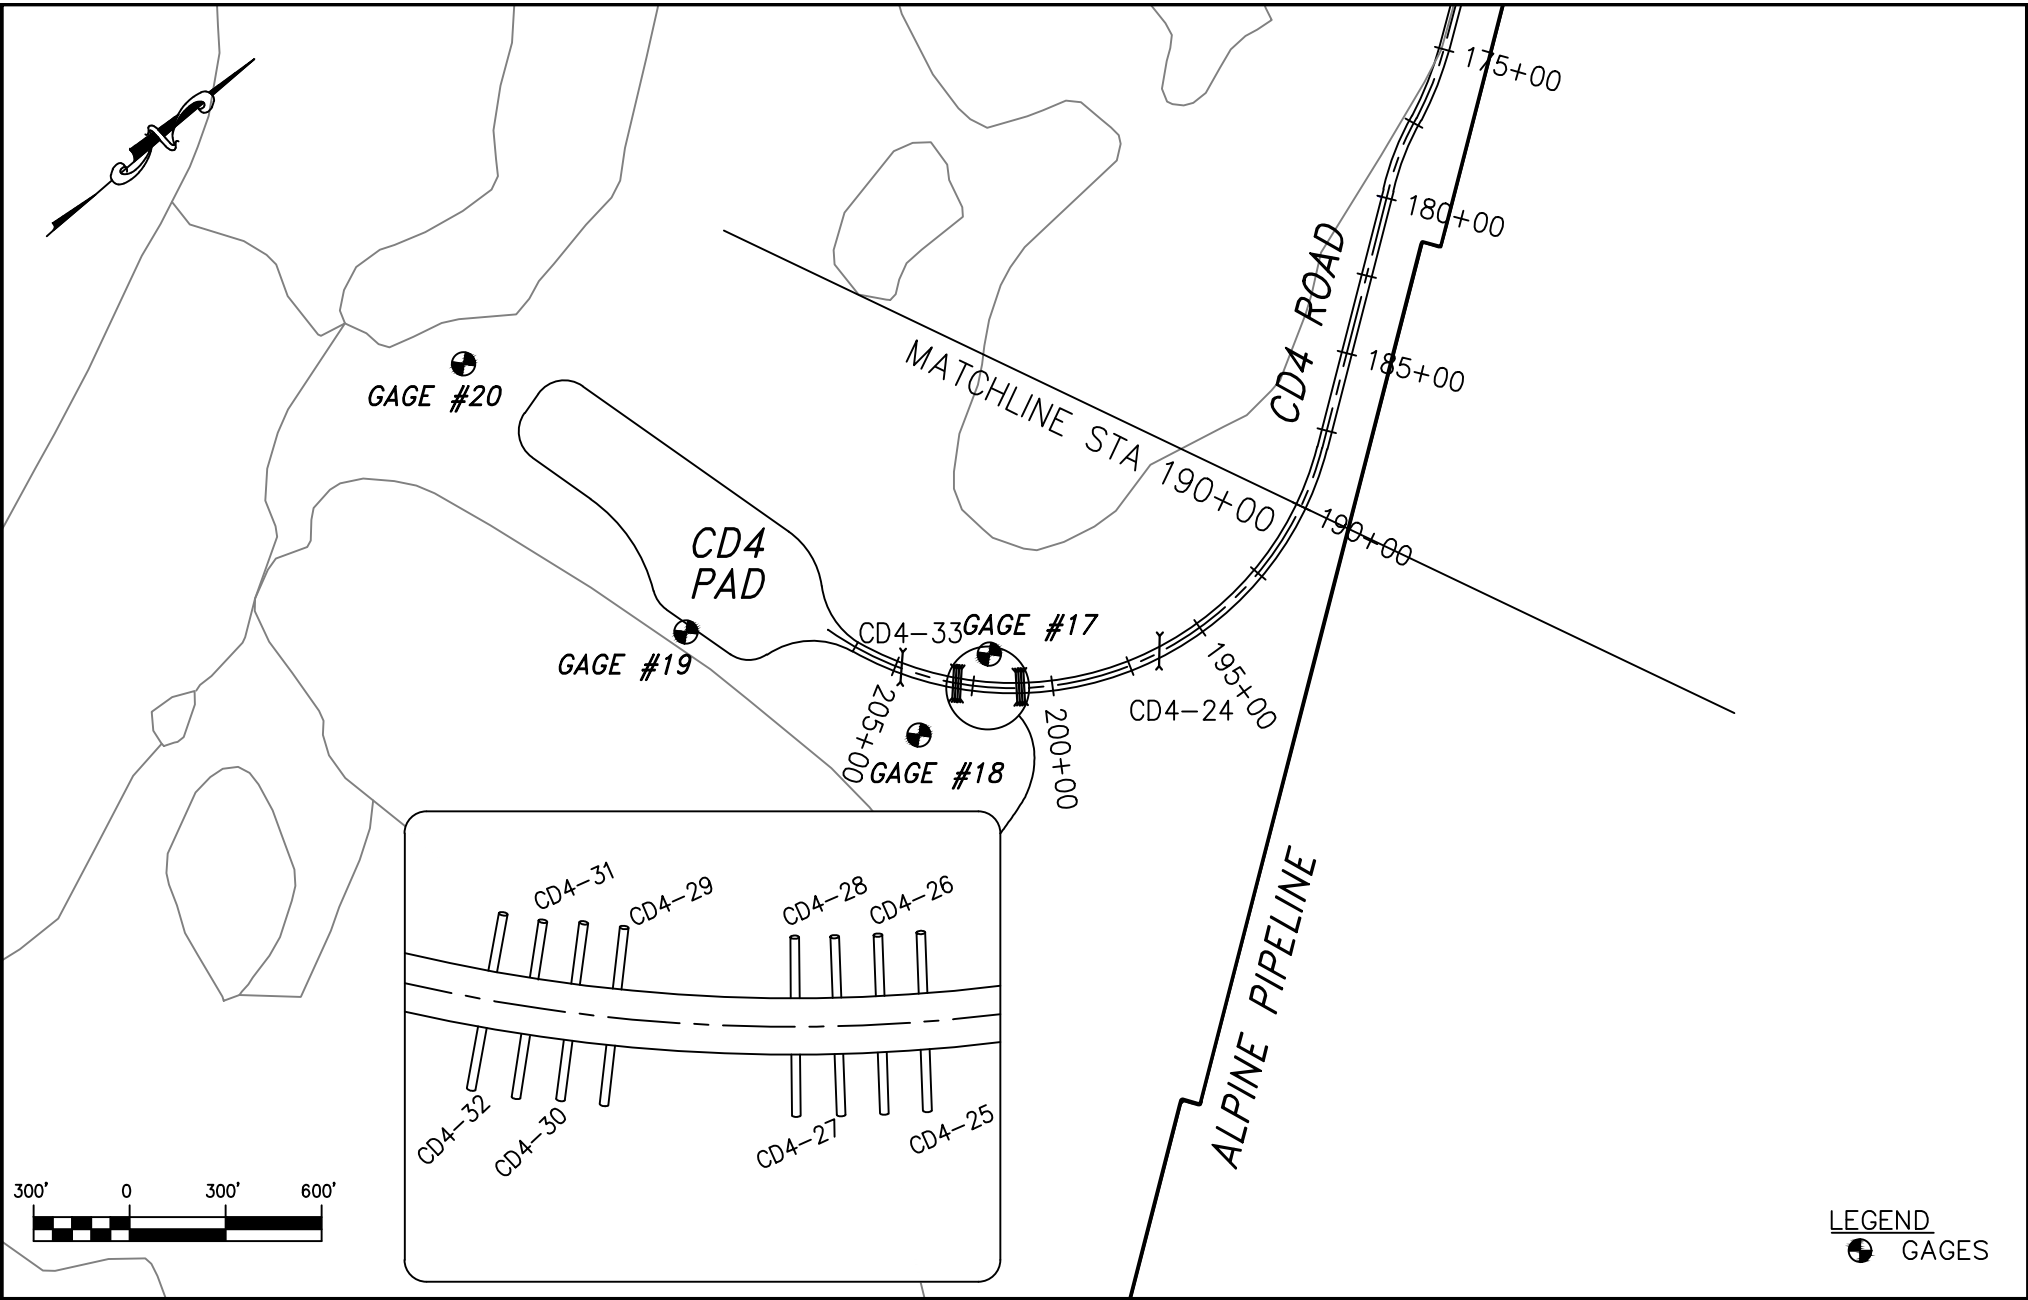 175+00
180+00
CD4 ROAD
185+00
MATCHLINE STA 190+00
190+00
GAGE #20
CD4
PAD
GAGE #19
CD4-33
GAGE #17
195+00
CD4-24
205+00
200+00
GAGE #18
CD4-31
CD4-29
CD4-28
CD4-26
CD4-32
CD4-30
CD4-27
CD4-25
ALPINE PIPELINE
300' 0 300' 600'
LEGEND
GAGES